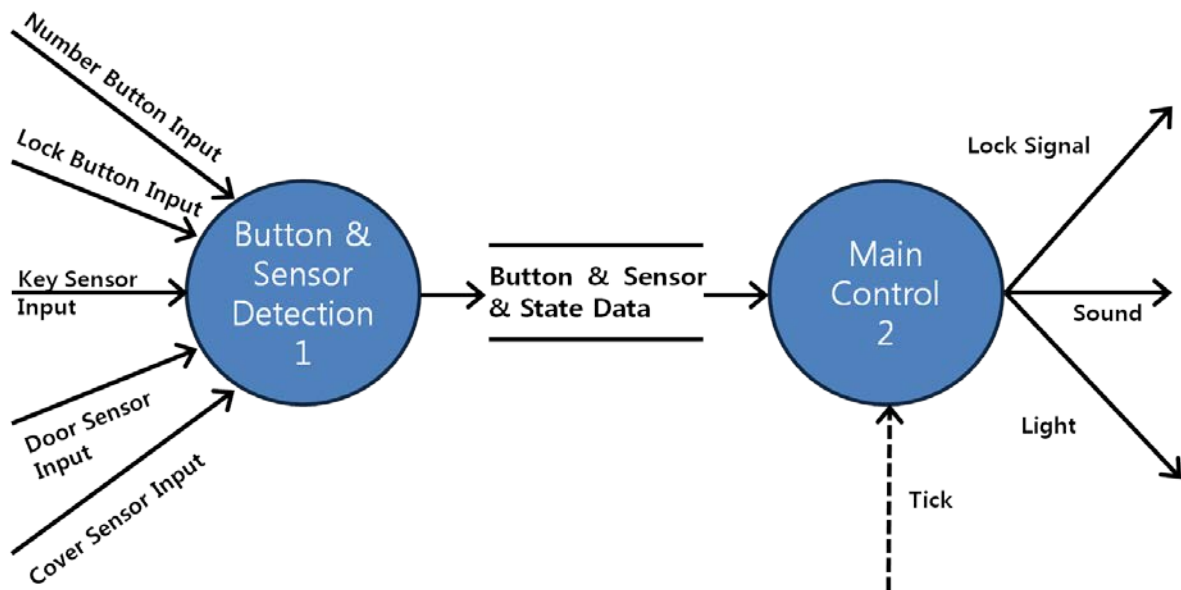 Number Button Input
Lock Button Input
Key Sensor
Input
Door Sensor
Input
Cover Sensor Input
Button &
Sensor
Detection
1
Button & Sensor
& State Data
Main
Control
2
Lock Signal
Sound
Light
Tick